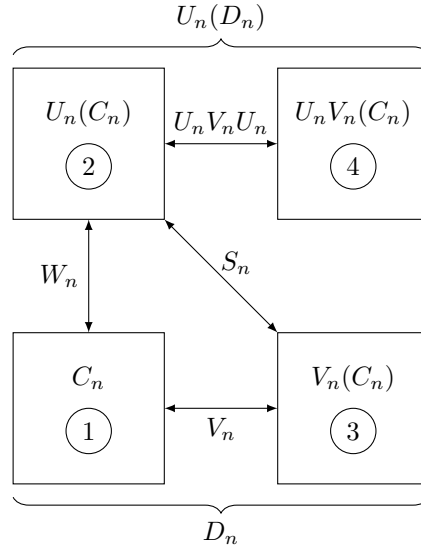 U_n(D_n)
U_n(C_n)
U_nV_nU_n
U_nV_n(C_n)
2
4
W_n
S_n
C_n
V_n(C_n)
V_n
1
3
D_n